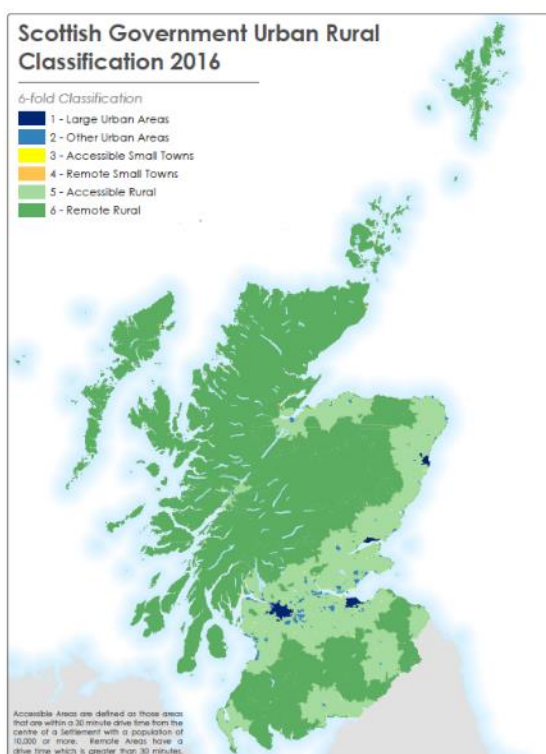 Scottish Government Urban Rural
Classification 2016
6-fold Classification
1 - Large Urban Areas
2 - Other Urban Areas
3 - Accessible Small Towns
4 - Remote Small Towns
5 - Accessible Rural
6 - Remote Rural
Accessible Areas are defined as those areas
that are within a 30 minute drive time from the
centre of a Settlement with a population of
10,000 or more. Remote Areas have a
drive time which is greater than 30 minutes.